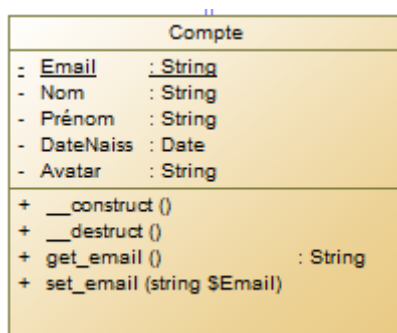 Compte
- Email : String
- Nom : String
- Prénom : String
- DateNaiss : Date
- Avatar : String
+ __construct ()
+ __destruct ()
+ get_email () : String
+ set_email (string $Email)